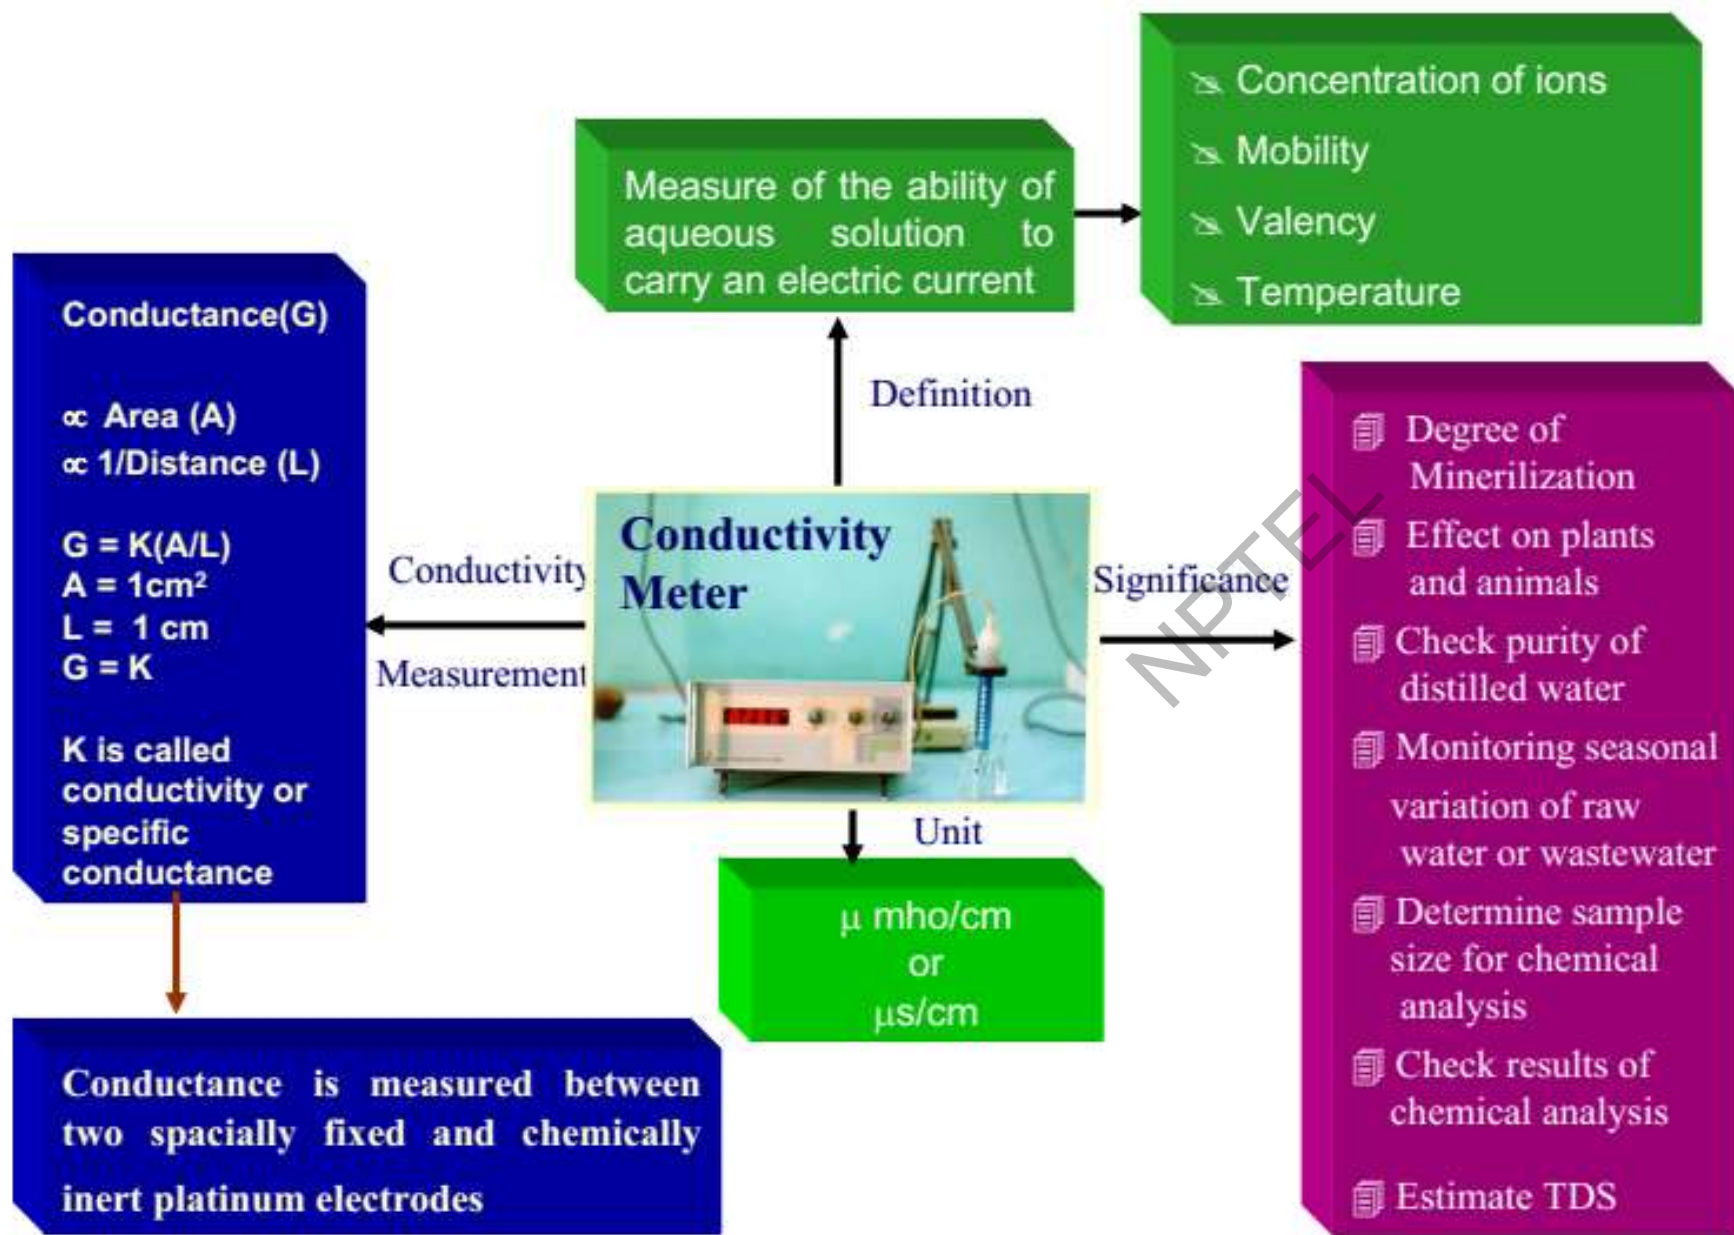 Concentration of ions
Mobility
Valency
Temperature
Measure of the ability of
aqueous solution to
carry an electric current
Definition
Conductance(G)
∝ Area (A)
∝ 1/Distance (L)
G = K(A/L)
A = 1cm²
L = 1 cm
G = K
K is called
conductivity or
specific
conductance
Conductivity
Measurement
Conductivity
Meter
Significance
Degree of
Minerilization
Effect on plants
and animals
Check purity of
distilled water
Monitoring seasonal
variation of raw
water or wastewater
Determine sample
size for chemical
analysis
Check results of
chemical analysis
Estimate TDS
NPTEL
Unit
μ mho/cm
or
μs/cm
Conductance is measured between
two spacially fixed and chemically
inert platinum electrodes